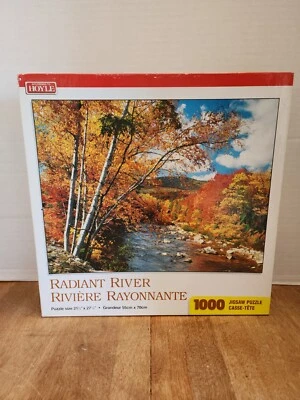 HOYLE
RADIANT RIVER
RIVIÈRE RAYONNANTE
1000 JIGSAW PUZZLE
CASSE-TÊTE